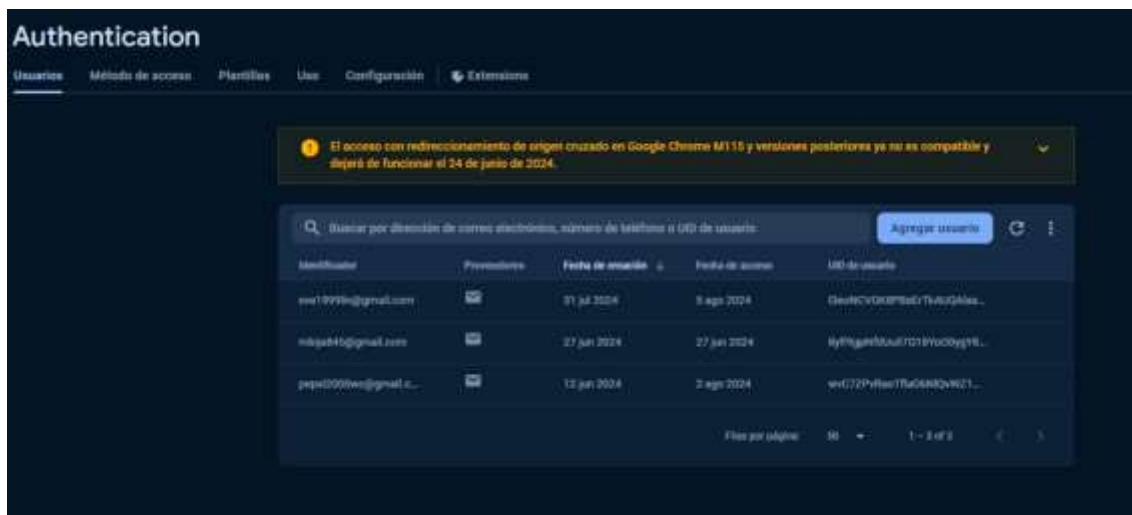 Authentication
Usuarios Método de acceso Plantillas Uso Configuración Extensions
El acceso con redireccionamiento de origen cruzado en Google Chrome M115 y versiones posteriores ya no es compatible y
dejará de funcionar el 24 de junio de 2024.
Buscar por dirección de correo electrónico, número de teléfono o UID de usuario Agregar usuario
Identificador Proveedores Fecha de creación ↓ Fecha de acceso UID de usuario
31 jul 2024 5 ago 2024
27 jun 2024 27 jun 2024
12 jun 2024 2 ago 2024
Filas por página: 50 1 – 3 of 3